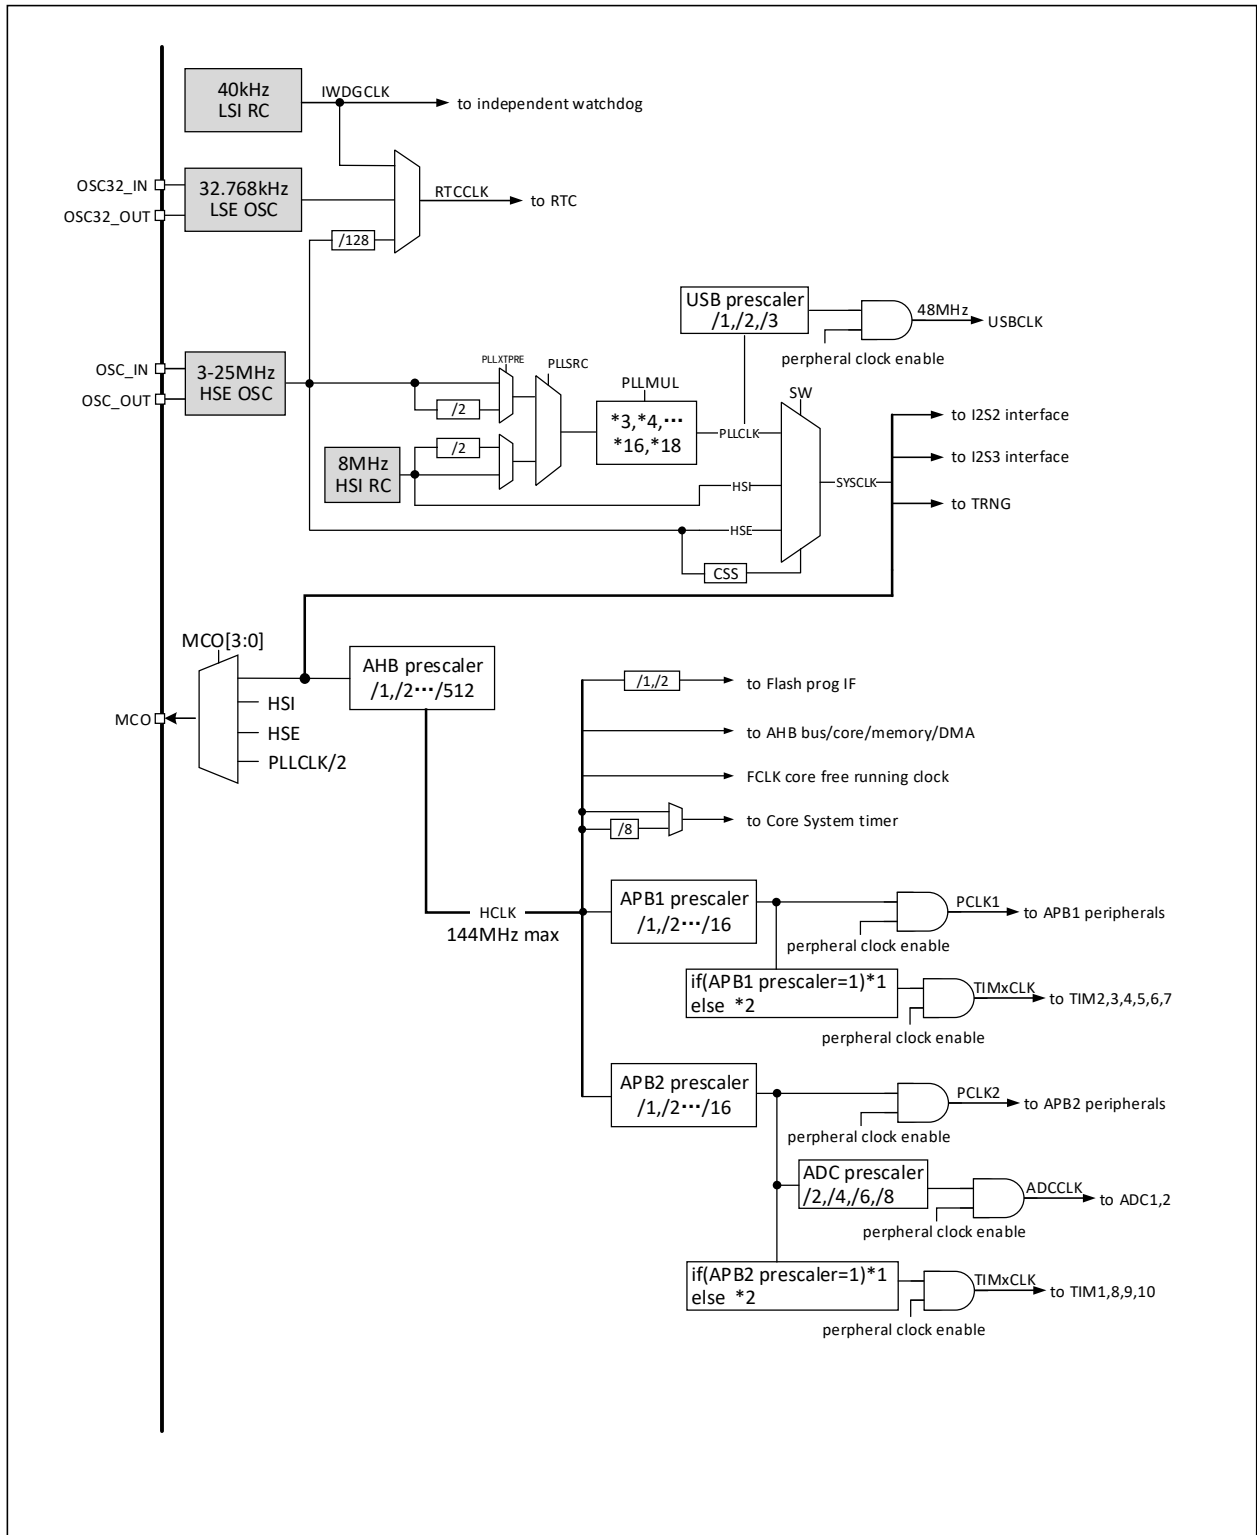 40kHz
LSI RC
IWDGCLK
to independent watchdog
OSC32_IN
OSC32_OUT
32.768kHz
LSE OSC
RTCCLK
to RTC
/128
USB prescaler
/1,/2,/3
48MHz
USBCLK
perpheral clock enable
OSC_IN
OSC_OUT
3-25MHz
HSE OSC
PLLXTPRE
PLLSRC
/2
PLLMUL
*3,*4,···
*16,*18
PLLCLK
SW
/2
8MHz
HSI RC
HSI
HSE
CSS
SYSCLK
to I2S2 interface
to I2S3 interface
to TRNG
MCO[3:0]
MCO
HSI
HSE
PLLCLK/2
AHB prescaler
/1,/2···/512
/1,/2
to Flash prog IF
to AHB bus/core/memory/DMA
FCLK core free running clock
/8
to Core System timer
HCLK
144MHz max
APB1 prescaler
/1,/2···/16
PCLK1
to APB1 peripherals
perpheral clock enable
if(APB1 prescaler=1)*1
else *2
TIMxCLK
to TIM2,3,4,5,6,7
perpheral clock enable
APB2 prescaler
/1,/2···/16
PCLK2
to APB2 peripherals
perpheral clock enable
ADC prescaler
/2,/4,/6,/8
ADCCLK
to ADC1,2
perpheral clock enable
if(APB2 prescaler=1)*1
else *2
TIMxCLK
to TIM1,8,9,10
perpheral clock enable